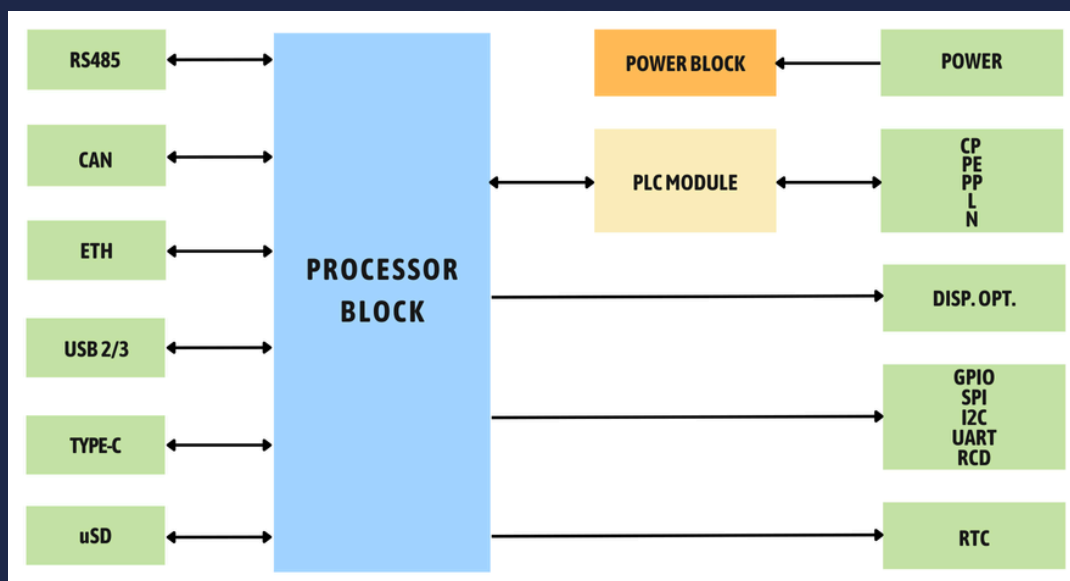 RS485
CAN
ETH
USB 2/3
TYPE-C
uSD
PROCESSOR
BLOCK
POWER BLOCK
POWER
PLC MODULE
CP
PE
PP
L
N
DISP. OPT.
GPIO
SPI
I2C
UART
RCD
RTC